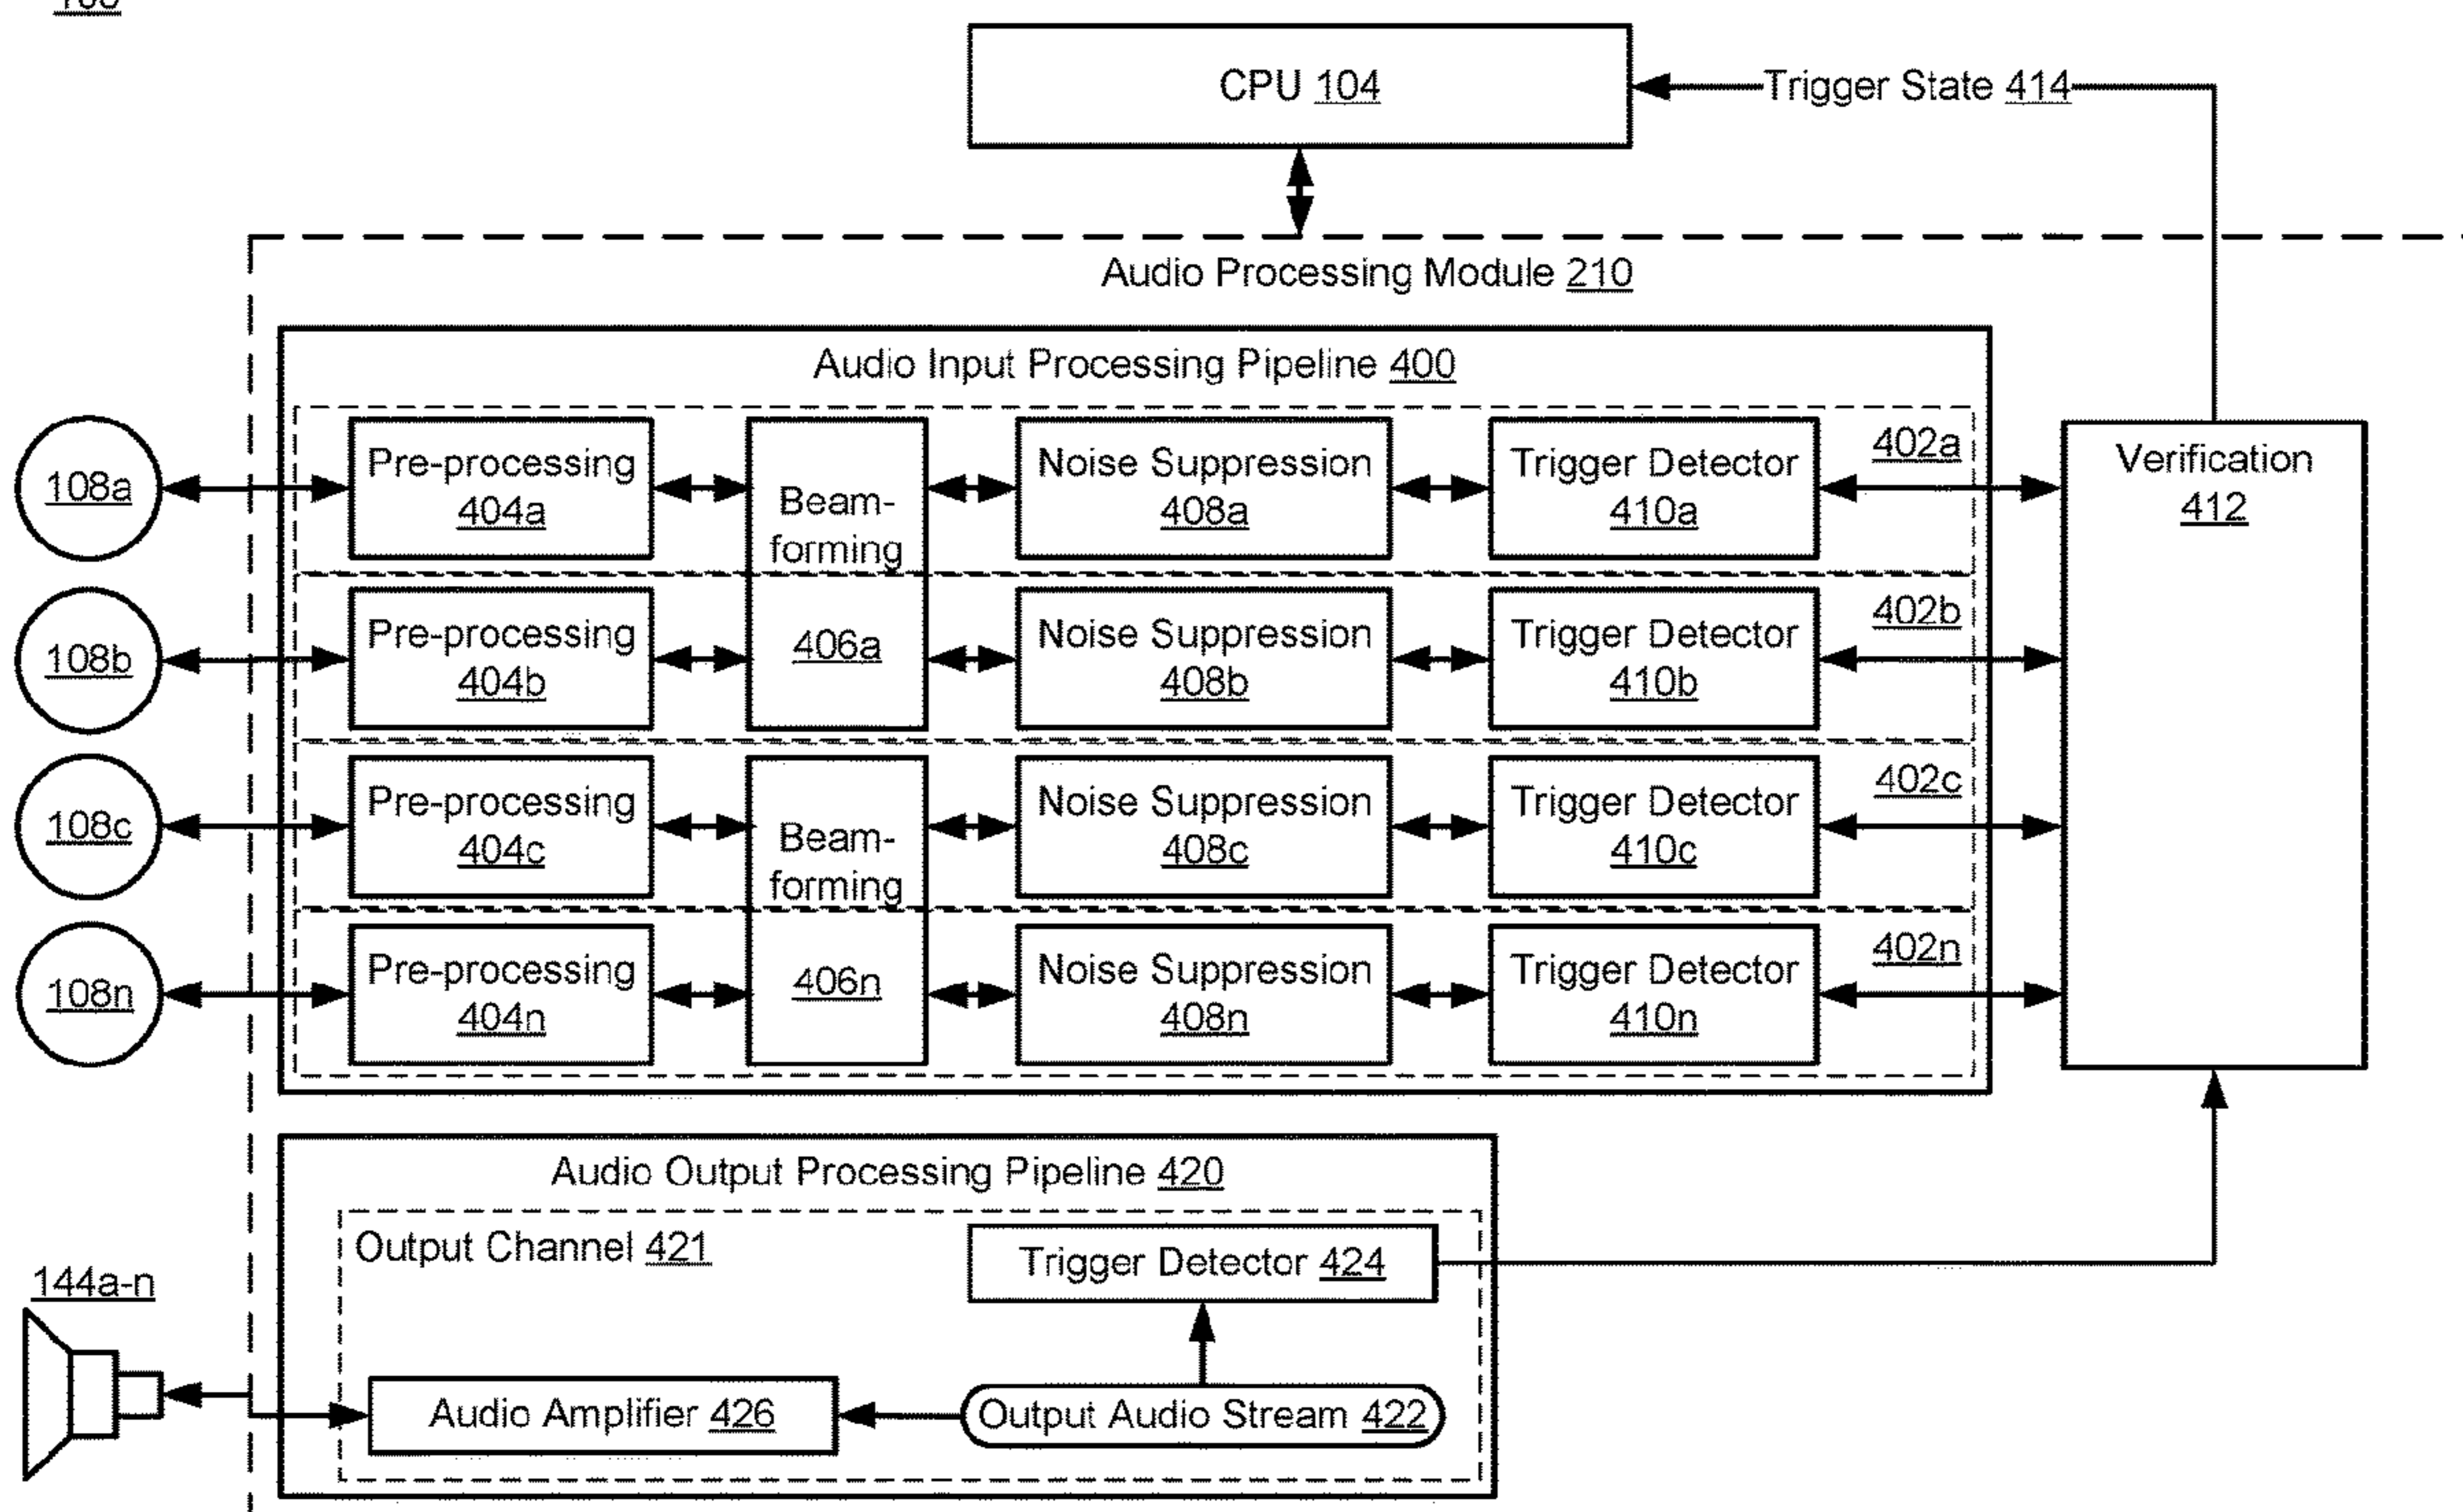 CPU 104
Trigger State 414
Audio Processing Module 210
Audio Input Processing Pipeline 400
108a
Pre-processing
404a
Beam-
forming
406a
Noise Suppression
408a
Trigger Detector
410a
402a
Verification
412
108b
Pre-processing
404b
Noise Suppression
408b
Trigger Detector
410b
402b
108c
Pre-processing
404c
Beam-
forming
406n
Noise Suppression
408c
Trigger Detector
410c
402c
108n
Pre-processing
404n
Noise Suppression
408n
Trigger Detector
410n
402n
Audio Output Processing Pipeline 420
Output Channel 421
Trigger Detector 424
144a-n
Audio Amplifier 426
Output Audio Stream 422